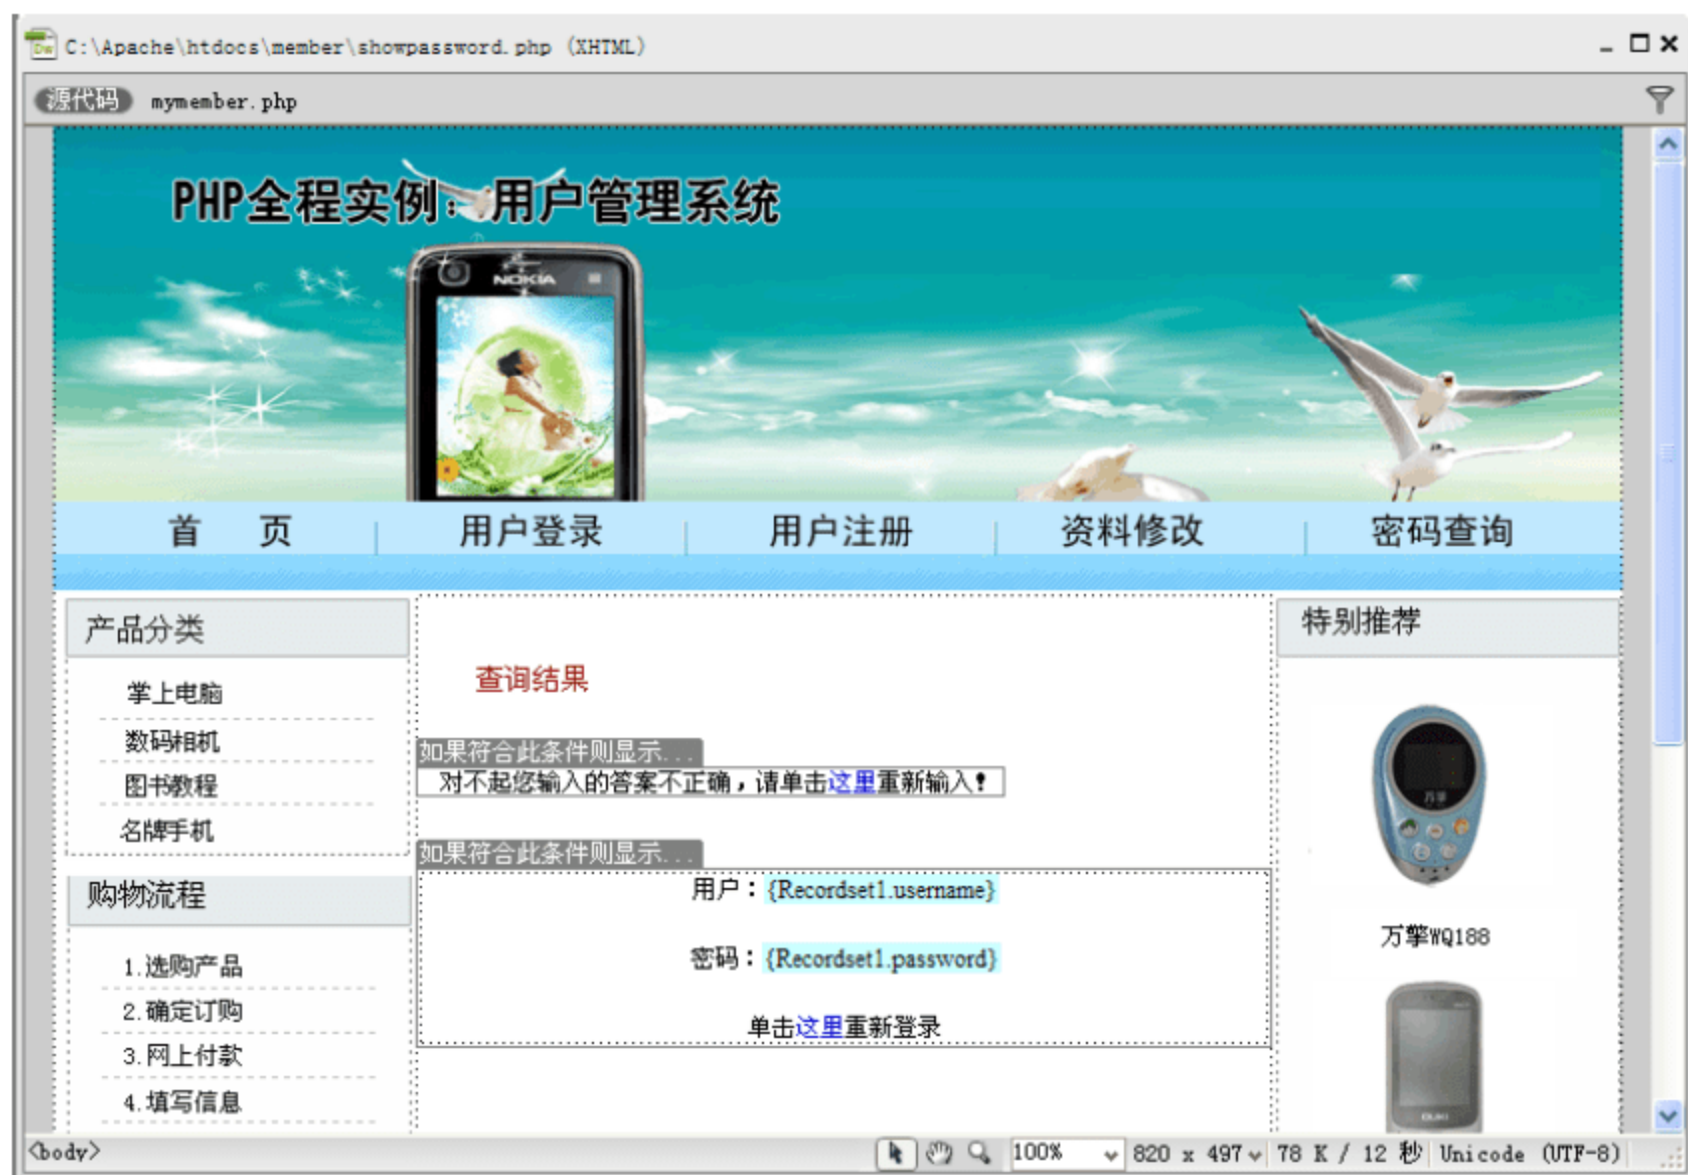 C:\Apache\htdocs\member\showpassword.php (XHTML)
源代码 mymember.php
PHP全程实例：用户管理系统
NOKIA
首 页 用户登录 用户注册 资料修改 密码查询
产品分类
掌上电脑
数码相机
图书教程
名牌手机
购物流程
1.选购产品
2.确定订购
3.网上付款
4.填写信息
查询结果
如果符合此条件则显示...
对不起您输入的答案不正确，请单击这里重新输入！
如果符合此条件则显示...
用户：{Recordset1.username}
密码：{Recordset1.password}
单击这里重新登录
特别推荐
万擎
万擎WQ188
<body> 100% 820 x 497 78 K / 12 秒 Unicode (UTF-8)